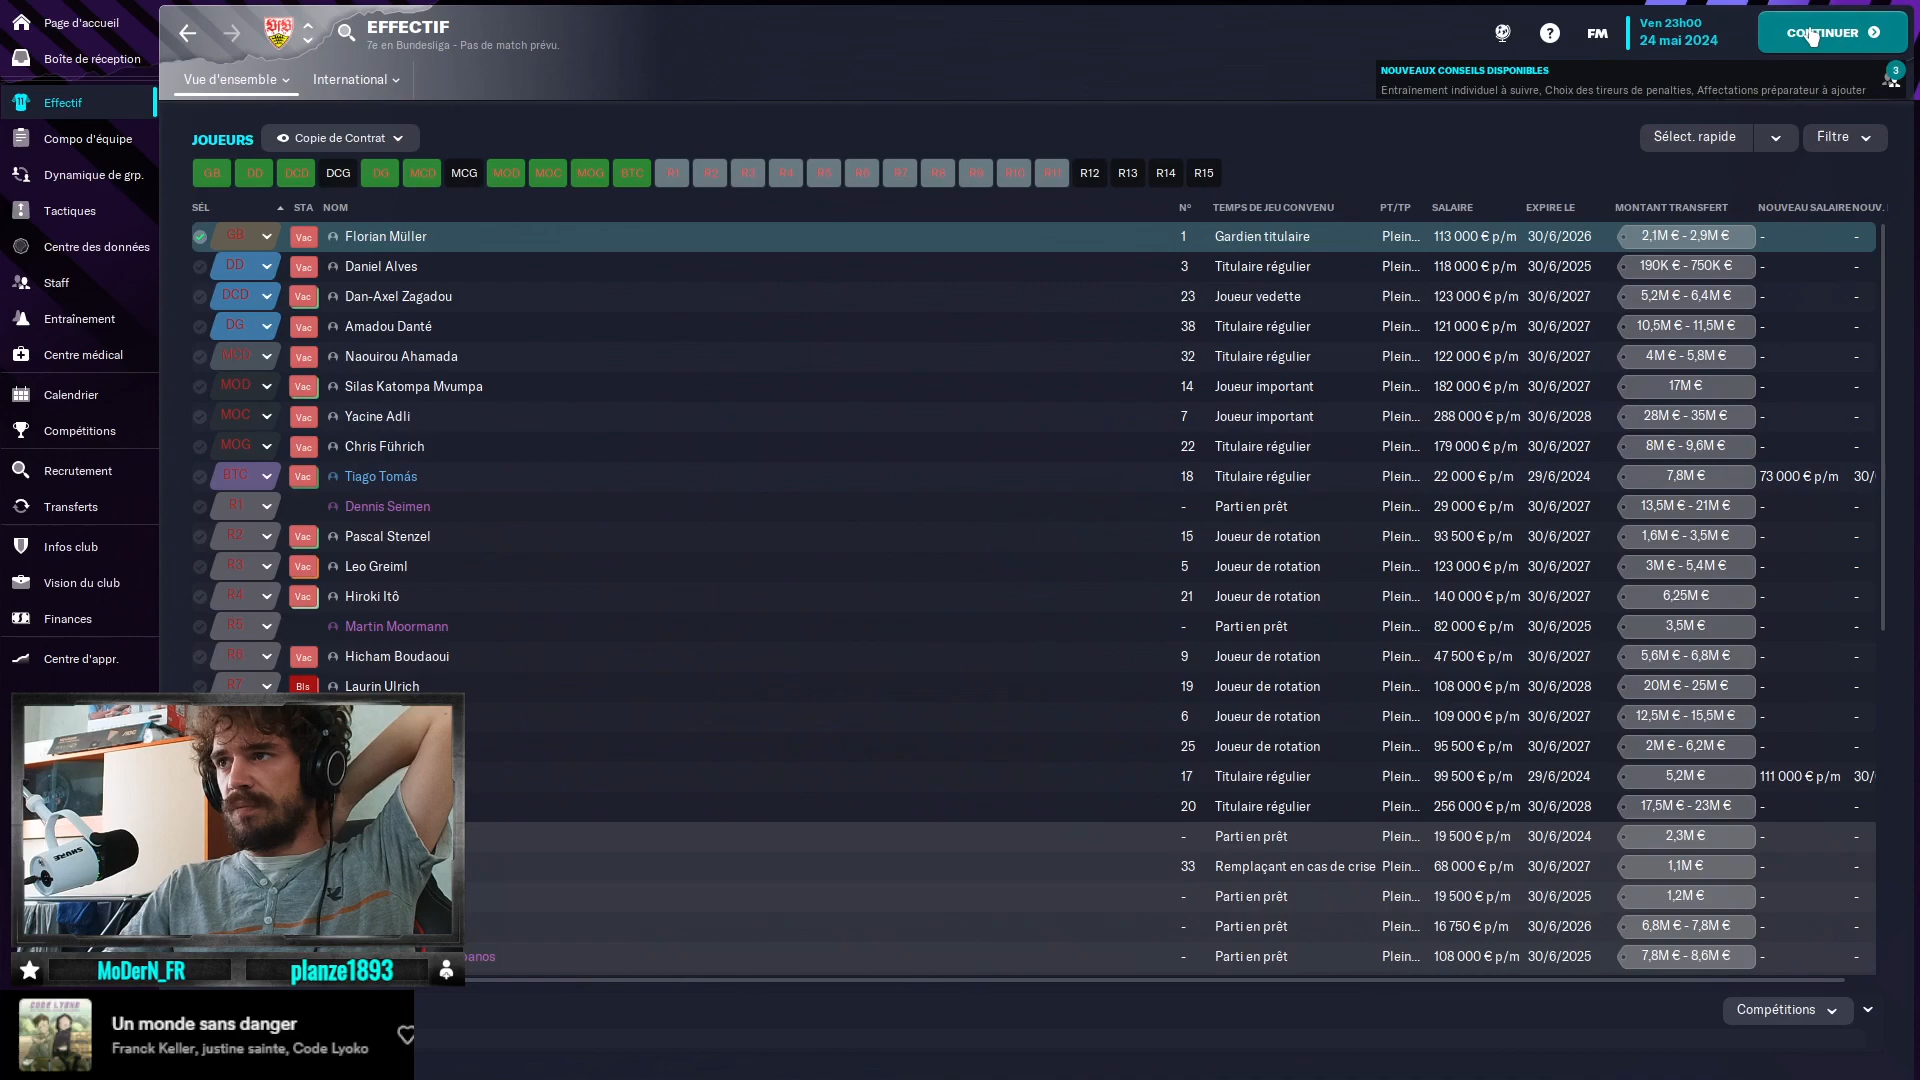 Page d'accueil
Boîte de réception
Effectif
Compo d'équipe
Dynamique de grp.
Tactiques
Centre des données
Staff
Entraînement
Centre médical
Calendrier
Compétitions
Recrutement
Transferts
Infos club
Vision du club
Finances
Centre d'appr.
EFFECTIF
7e en Bundesliga - Pas de match prévu.
FM
Ven 23h00
24 mai 2024
CONTINUER
Vue d'ensemble
International
NOUVEAUX CONSEILS DISPONIBLES
3
Entraînement individuel à suivre, Choix des tireurs de penalties, Affectations préparateur à ajouter
JOUEURS
Copie de Contrat
Sélect. rapide
Filtre
GB DD DCD DCG DG MCD MCG MOD MOC MOG BTC R1 R2 R3 R4 R5 R6 R7 R8 R9 R10 R11 R12 R13 R14 R15
SÉL STA NOM N° TEMPS DE JEU CONVENU PT/TP SALAIRE EXPIRE LE MONTANT TRANSFERT NOUVEAU SALAIRE NOUV.
GB Vac Florian Müller 1 Gardien titulaire Plein... 113 000 € p/m 30/6/2026 2,1M € - 2,9M € - -
DD Vac Daniel Alves 3 Titulaire régulier Plein... 118 000 € p/m 30/6/2025 190K € - 750K € - -
DCD Vac Dan-Axel Zagadou 23 Joueur vedette Plein... 123 000 € p/m 30/6/2027 5,2M € - 6,4M € - -
DG Vac Amadou Danté 38 Titulaire régulier Plein... 121 000 € p/m 30/6/2027 10,5M € - 11,5M € - -
MCD Vac Naouirou Ahamada 32 Titulaire régulier Plein... 122 000 € p/m 30/6/2027 4M € - 5,8M € - -
MOD Vac Silas Katompa Mvumpa 14 Joueur important Plein... 182 000 € p/m 30/6/2027 17M € - -
MOC Vac Yacine Adli 7 Joueur important Plein... 288 000 € p/m 30/6/2028 28M € - 35M € - -
MOG Vac Chris Führich 22 Titulaire régulier Plein... 179 000 € p/m 30/6/2027 8M € - 9,6M € - -
BTC Vac Tiago Tomás 18 Titulaire régulier Plein... 22 000 € p/m 29/6/2024 7,8M € 73 000 € p/m 30/
R1 Dennis Seimen - Parti en prêt Plein... 29 000 € p/m 30/6/2025 13,5M € - 21M € - -
R2 Vac Pascal Stenzel 15 Joueur de rotation Plein... 93 500 € p/m 30/6/2027 1,6M € - 3,5M € - -
R3 Vac Leo Greiml 5 Joueur de rotation Plein... 123 000 € p/m 30/6/2027 3M € - 5,4M € - -
R4 Vac Hiroki Itô 21 Joueur de rotation Plein... 140 000 € p/m 30/6/2027 6,25M € - -
R5 Martin Moormann - Parti en prêt Plein... 82 000 € p/m 30/6/2025 3,5M € - -
R6 Vac Hicham Boudaoui 9 Joueur de rotation Plein... 47 500 € p/m 30/6/2027 5,6M € - 6,8M € - -
R7 Bls Laurin Ulrich 19 Joueur de rotation Plein... 108 000 € p/m 30/6/2028 20M € - 25M € - -
6 Joueur de rotation Plein... 109 000 € p/m 30/6/2027 12,5M € - 15,5M € - -
25 Joueur de rotation Plein... 95 500 € p/m 30/6/2027 2M € - 6,2M € - -
17 Titulaire régulier Plein... 99 500 € p/m 29/6/2024 5,2M € 111 000 € p/m 30/
20 Titulaire régulier Plein... 256 000 € p/m 30/6/2028 17,5M € - 23M € - -
- Parti en prêt Plein... 19 500 € p/m 30/6/2024 2,3M € - -
33 Remplaçant en cas de crise Plein... 68 000 € p/m 30/6/2027 1,1M € - -
- Parti en prêt Plein... 19 500 € p/m 30/6/2025 1,2M € - -
- Parti en prêt Plein... 16 750 € p/m 30/6/2026 6,8M € - 7,8M € - -
panos - Parti en prêt Plein... 108 000 € p/m 30/6/2025 7,8M € - 8,6M € - -
SHURE
MoDerN_FR
planze1893
Compétitions
CODE LYOKO
Un monde sans danger
Franck Keller, justine sainte, Code Lyoko